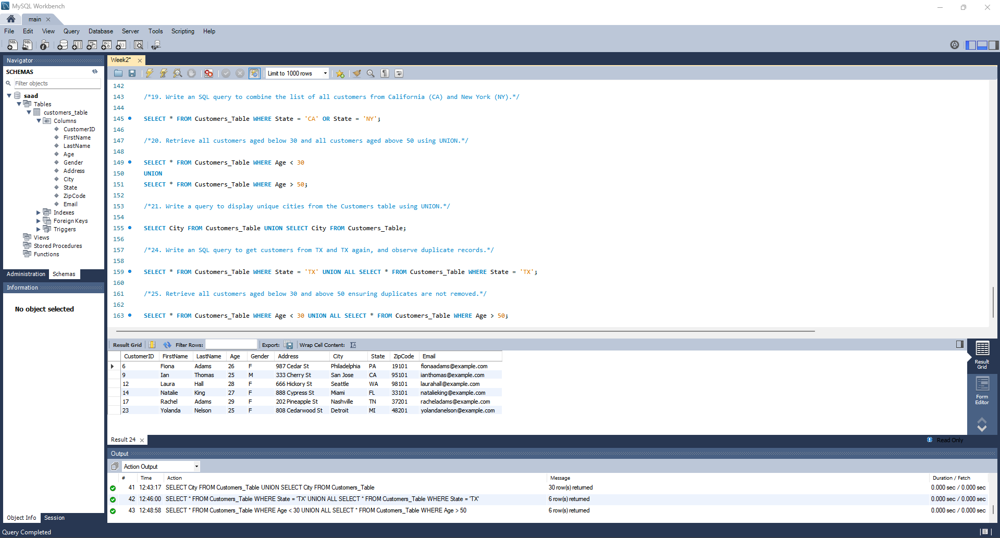 MySQL Workbench
main
File Edit View Query Database Server Tools Scripting Help
Navigator
SCHEMAS
Filter objects
saad
Tables
customers_table
Columns
CustomerID
FirstName
LastName
Age
Gender
Address
City
State
ZipCode
Email
Indexes
Foreign Keys
Triggers
Views
Stored Procedures
Functions
Administration Schemas
Information
No object selected
Object Info Session
Week2*
Limit to 1000 rows
142
143 /*19. Write an SQL query to combine the list of all customers from California (CA) and New York (NY).*/
144
145 SELECT * FROM Customers_Table WHERE State = 'CA' OR State = 'NY';
146
147 /*20. Retrieve all customers aged below 30 and all customers aged above 50 using UNION.*/
148
149 SELECT * FROM Customers_Table WHERE Age < 30
150 UNION
151 SELECT * FROM Customers_Table WHERE Age > 50;
152
153 /*21. Write a query to display unique cities from the Customers table using UNION.*/
154
155 SELECT City FROM Customers_Table UNION SELECT City FROM Customers_Table;
156
157 /*24. Write an SQL query to get customers from TX and TX again, and observe duplicate records.*/
158
159 SELECT * FROM Customers_Table WHERE State = 'TX' UNION ALL SELECT * FROM Customers_Table WHERE State = 'TX';
160
161 /*25. Retrieve all customers aged below 30 and above 50 ensuring duplicates are not removed.*/
162
163 SELECT * FROM Customers_Table WHERE Age < 30 UNION ALL SELECT * FROM Customers_Table WHERE Age > 50;
Result Grid Filter Rows: Export: Wrap Cell Content:
CustomerID FirstName LastName Age Gender Address City State ZipCode Email
6 Fiona Adams 26 F 987 Cedar St Philadelphia PA 19101 fionaadams@example.com
9 Ian Thomas 25 M 333 Cherry St San Jose CA 95101 ianthomas@example.com
12 Laura Hall 28 F 666 Hickory St Seattle WA 98101 laurahall@example.com
14 Natalie King 27 F 888 Cypress St Miami FL 33101 natalieking@example.com
17 Rachel Adams 29 F 202 Pineapple St Nashville TN 37201 racheladams@example.com
23 Yolanda Nelson 25 F 808 Cedarwood St Detroit MI 48201 yolandanelson@example.com
Result
Grid
Form
Editor
Result 24
Read Only
Output
Action Output
# Time Action Message Duration / Fetch
41 12:43:17 SELECT City FROM Customers_Table UNION SELECT City FROM Customers_Table 30 row(s) returned 0.000 sec / 0.000 sec
42 12:46:00 SELECT * FROM Customers_Table WHERE State = 'TX' UNION ALL SELECT * FROM Customers_Table WHERE State = 'TX' 6 row(s) returned 0.000 sec / 0.000 sec
43 12:48:58 SELECT * FROM Customers_Table WHERE Age < 30 UNION ALL SELECT * FROM Customers_Table WHERE Age > 50 6 row(s) returned 0.000 sec / 0.000 sec
Query Completed